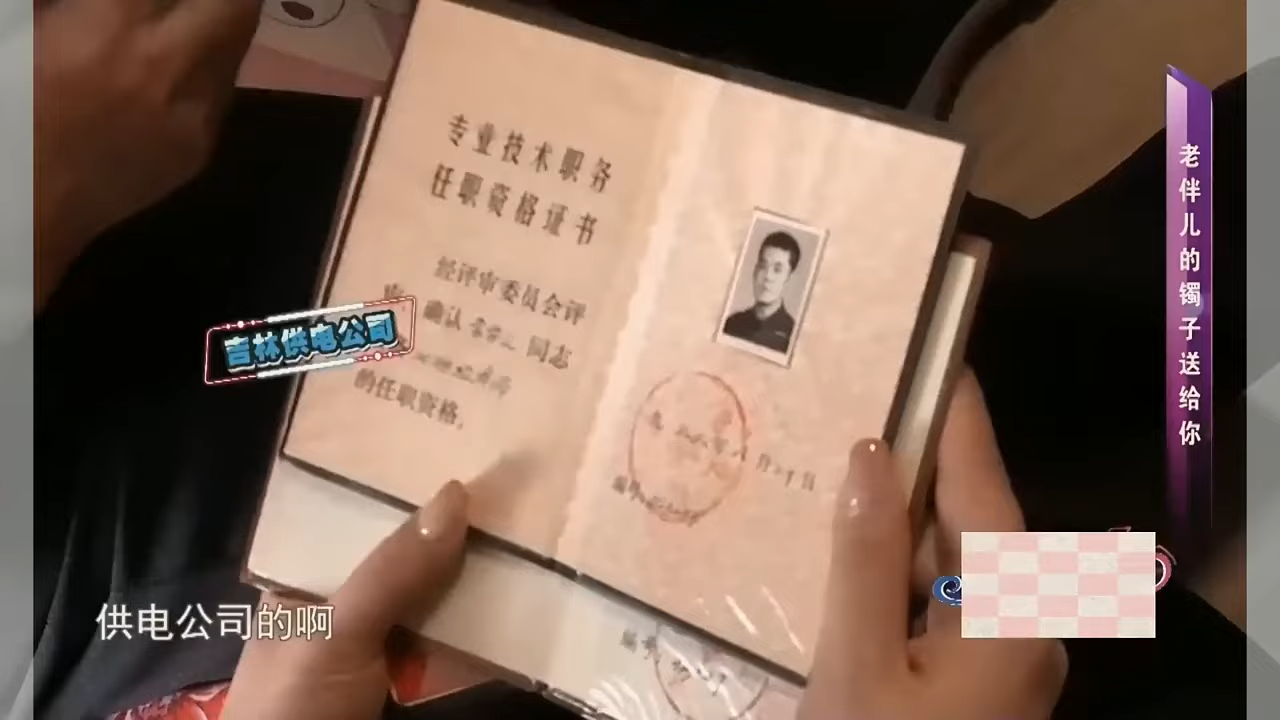 专业技术职务
任职资格证书
经评审委员会评
确认 同志
的任职资格。
吉林供电公司
供电公司的啊
老伴儿的镯子送给你